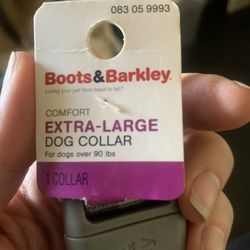 083 05 9993
Boots&Barkley
Loving your pet from head to tail!
COMFORT
EXTRA-LARGE
DOG COLLAR
For dogs over 90 lbs
1 COLLAR